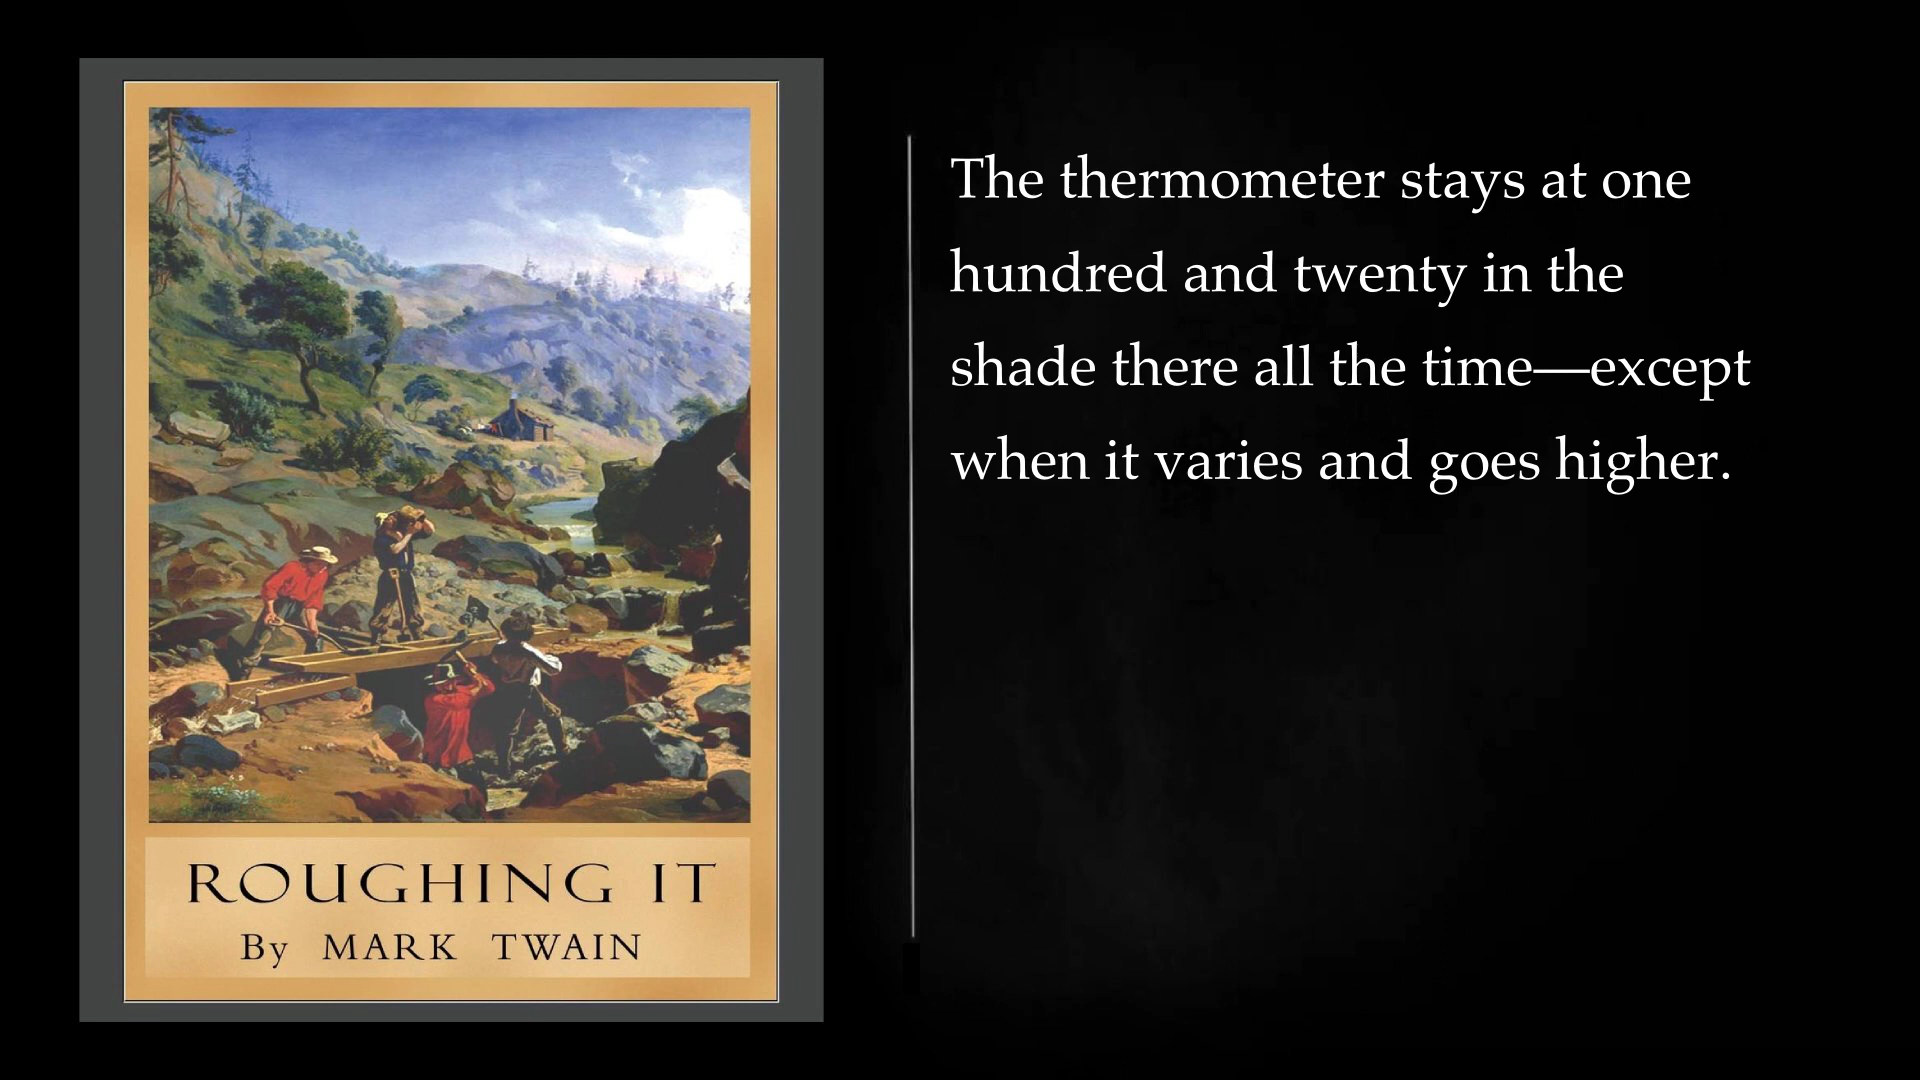 ROUGHING IT
By MARK TWAIN
The thermometer stays at one
hundred and twenty in the
shade there all the time—except
when it varies and goes higher.